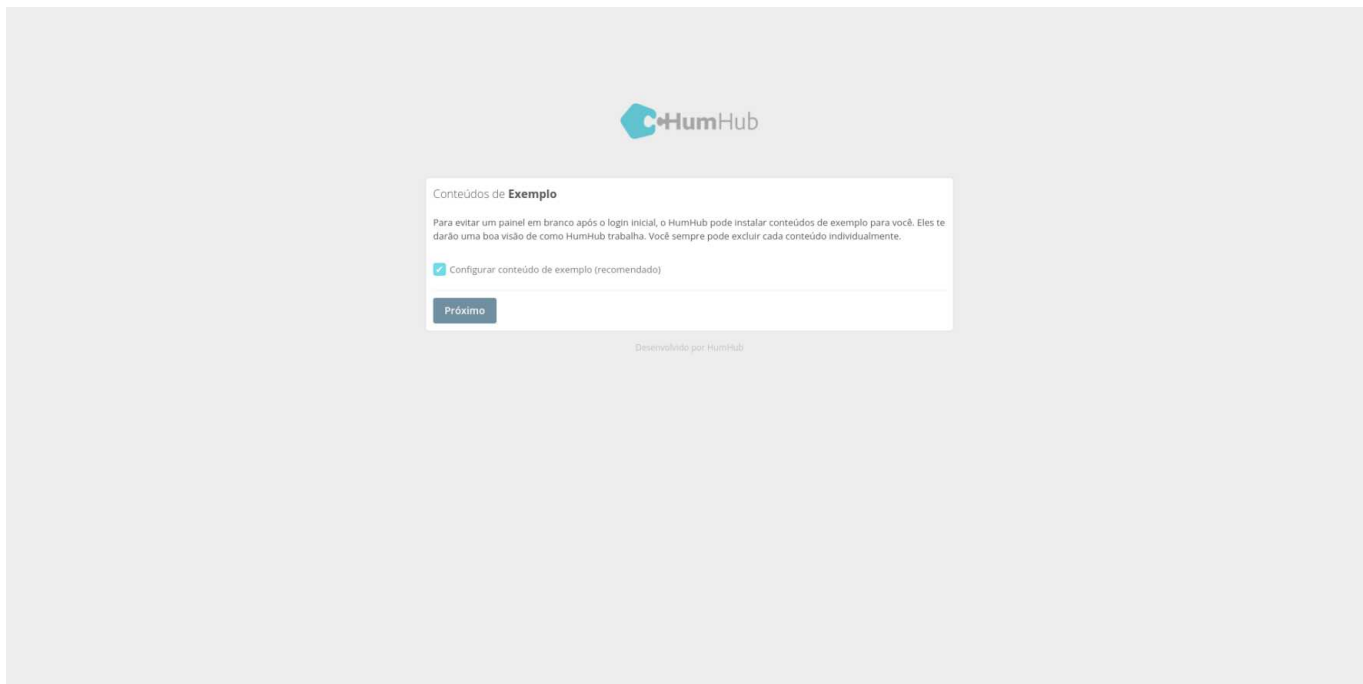 HumHub
Conteúdos de Exemplo
Para evitar um painel em branco após o login inicial, o HumHub pode instalar conteúdos de exemplo para você. Eles te
darão uma boa visão de como HumHub trabalha. Você sempre pode excluir cada conteúdo individualmente.
Configurar conteúdo de exemplo (recomendado)
Próximo
Desenvolvido por HumHub